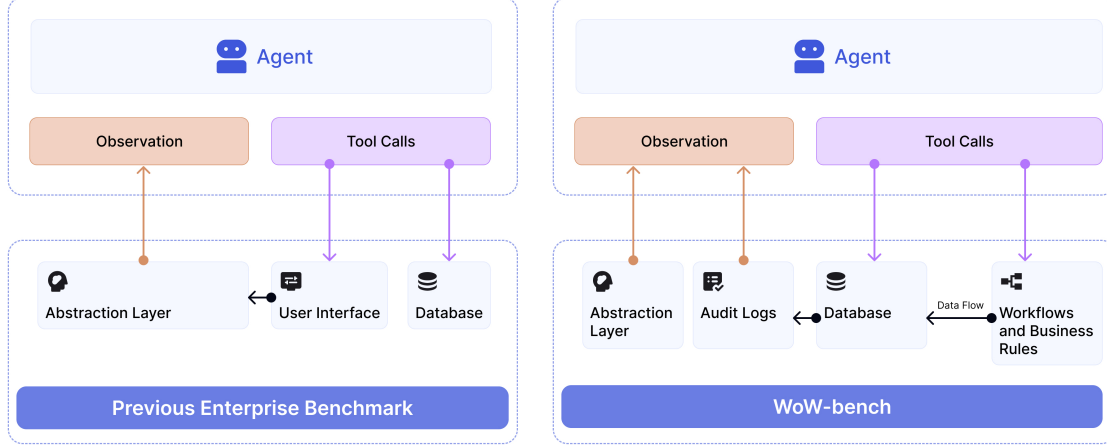 Agent
Observation
Tool Calls
Abstraction Layer
User Interface
Database
Previous Enterprise Benchmark
Agent
Observation
Tool Calls
Abstraction
Layer
Audit Logs
Database
Data Flow
Workflows
and Business
Rules
WoW-bench